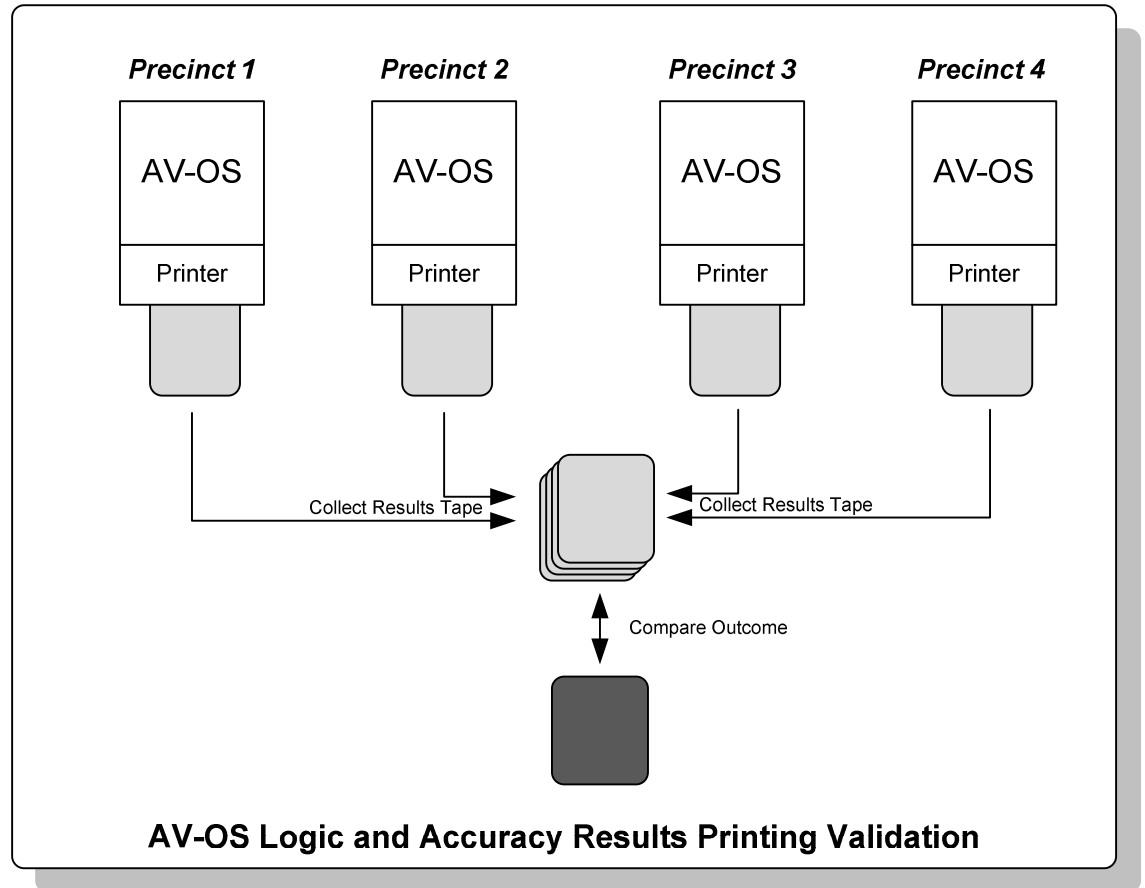 Precinct 1
Precinct 2
Precinct 3
Precinct 4
AV-OS
AV-OS
AV-OS
AV-OS
Printer
Printer
Printer
Printer
Collect Results Tape
Collect Results Tape
Compare Outcome
AV-OS Logic and Accuracy Results Printing Validation